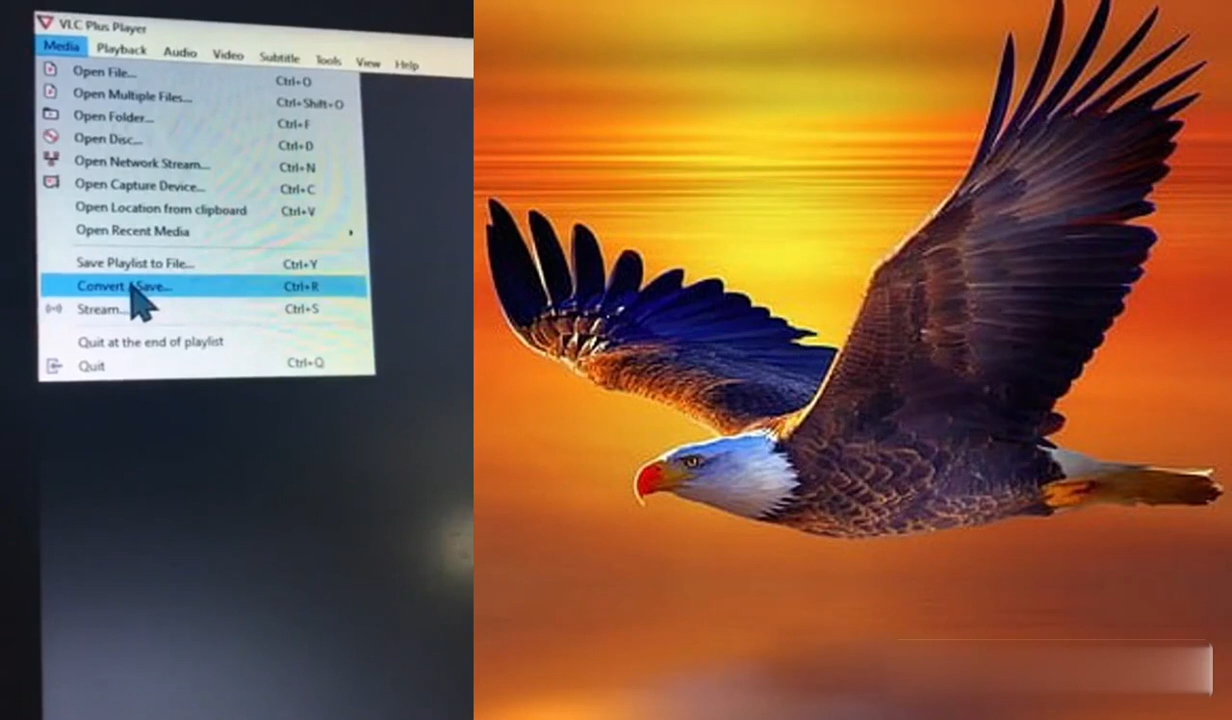 VLC Plus Player
Media Playback Audio Video Subtitle Tools View Help
Open File... Ctrl+O
Open Multiple Files... Ctrl+Shift+O
Open Folder... Ctrl+F
Open Disc... Ctrl+D
Open Network Stream... Ctrl+N
Open Capture Device... Ctrl+C
Open Location from clipboard Ctrl+V
Open Recent Media
Save Playlist to File... Ctrl+Y
Convert / Save... Ctrl+R
Stream... Ctrl+S
Quit at the end of playlist
Quit Ctrl+Q